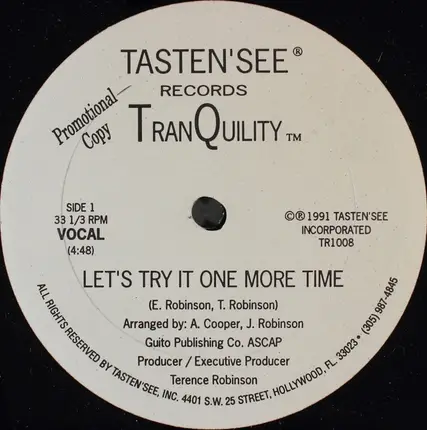 TASTEN'SEE®
RECORDS
Promotional
Copy
TRANQUILITY TM
SIDE 1
33 1/3 RPM
VOCAL
(4:48)
©® 1991 TASTEN'SEE
INCORPORATED
TR1008
LET'S TRY IT ONE MORE TIME
(E. Robinson, T. Robinson)
Arranged by: A. Cooper, J. Robinson
Guito Publishing Co. ASCAP
Producer / Executive Producer
Terence Robinson
ALL RIGHTS RESERVED BY TASTEN'SEE, INC. 4401 S.W. 25 STREET, HOLLYWOOD, FL. 33023 • (305) 987-4845